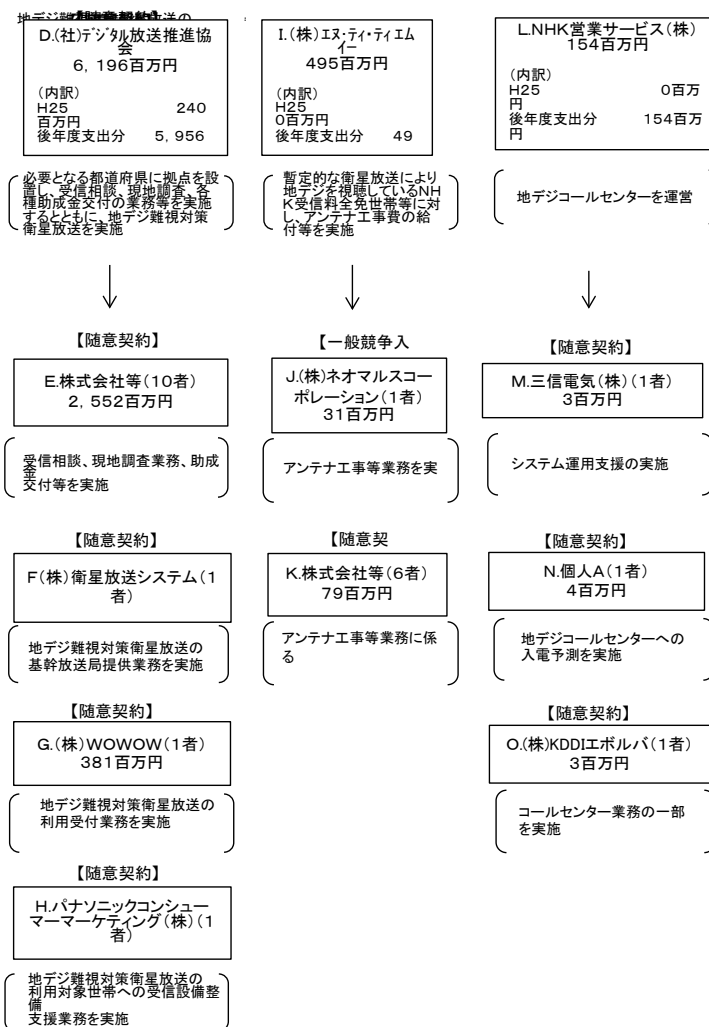 地デジ難視対策衛星放送の
【随意契約】
D.(社)デジタル放送推進協
会
6，196百万円
(内訳)
H25 240
百万円
後年度支出分 5，956
必要となる都道府県に拠点を設
置し、受信相談、現地調査、各
種助成金交付の業務等を実施
するとともに、地デジ難視対策
衛星放送を実施
【随意契約】
E.株式会社等(10者)
2，552百万円
受信相談、現地調査業務、助成
金
交付等を実施
【随意契約】
F(株)衛星放送システム(1
者)
地デジ難視対策衛星放送の
基幹放送局提供業務を実施
【随意契約】
G.(株)WOWOW(1者)
381百万円
地デジ難視対策衛星放送の
利用受付業務を実施
【随意契約】
H.パナソニックコンシュー
マーマーケティング(株)(1
者)
地デジ難視対策衛星放送の
利用対象世帯への受信設備整
備
支援業務を実施
I.(株)エヌ・ティ・ティエム
イー
495百万円
(内訳)
H25
0百万円
後年度支出分 49
暫定的な衛星放送により
地デジを視聴しているNH
K受信料全免世帯等に対
し、アンテナ工事費の給
付等を実施
【一般競争入
J.(株)ネオマルスコー
ポレーション(1者)
31百万円
アンテナ工事等業務を実
【随意契
K.株式会社等(6者)
79百万円
アンテナ工事等業務に係
る
L.NHK営業サービス(株)
154百万円
(内訳)
H25 0百万
円
後年度支出分 154百万
円
地デジコールセンターを運営
【随意契約】
M.三信電気(株)(1者)
3百万円
システム運用支援の実施
【随意契約】
N.個人A(1者)
4百万円
地デジコールセンターへの
入電予測を実施
【随意契約】
O.(株)KDDIエボルバ(1者)
3百万円
コールセンター業務の一部
を実施